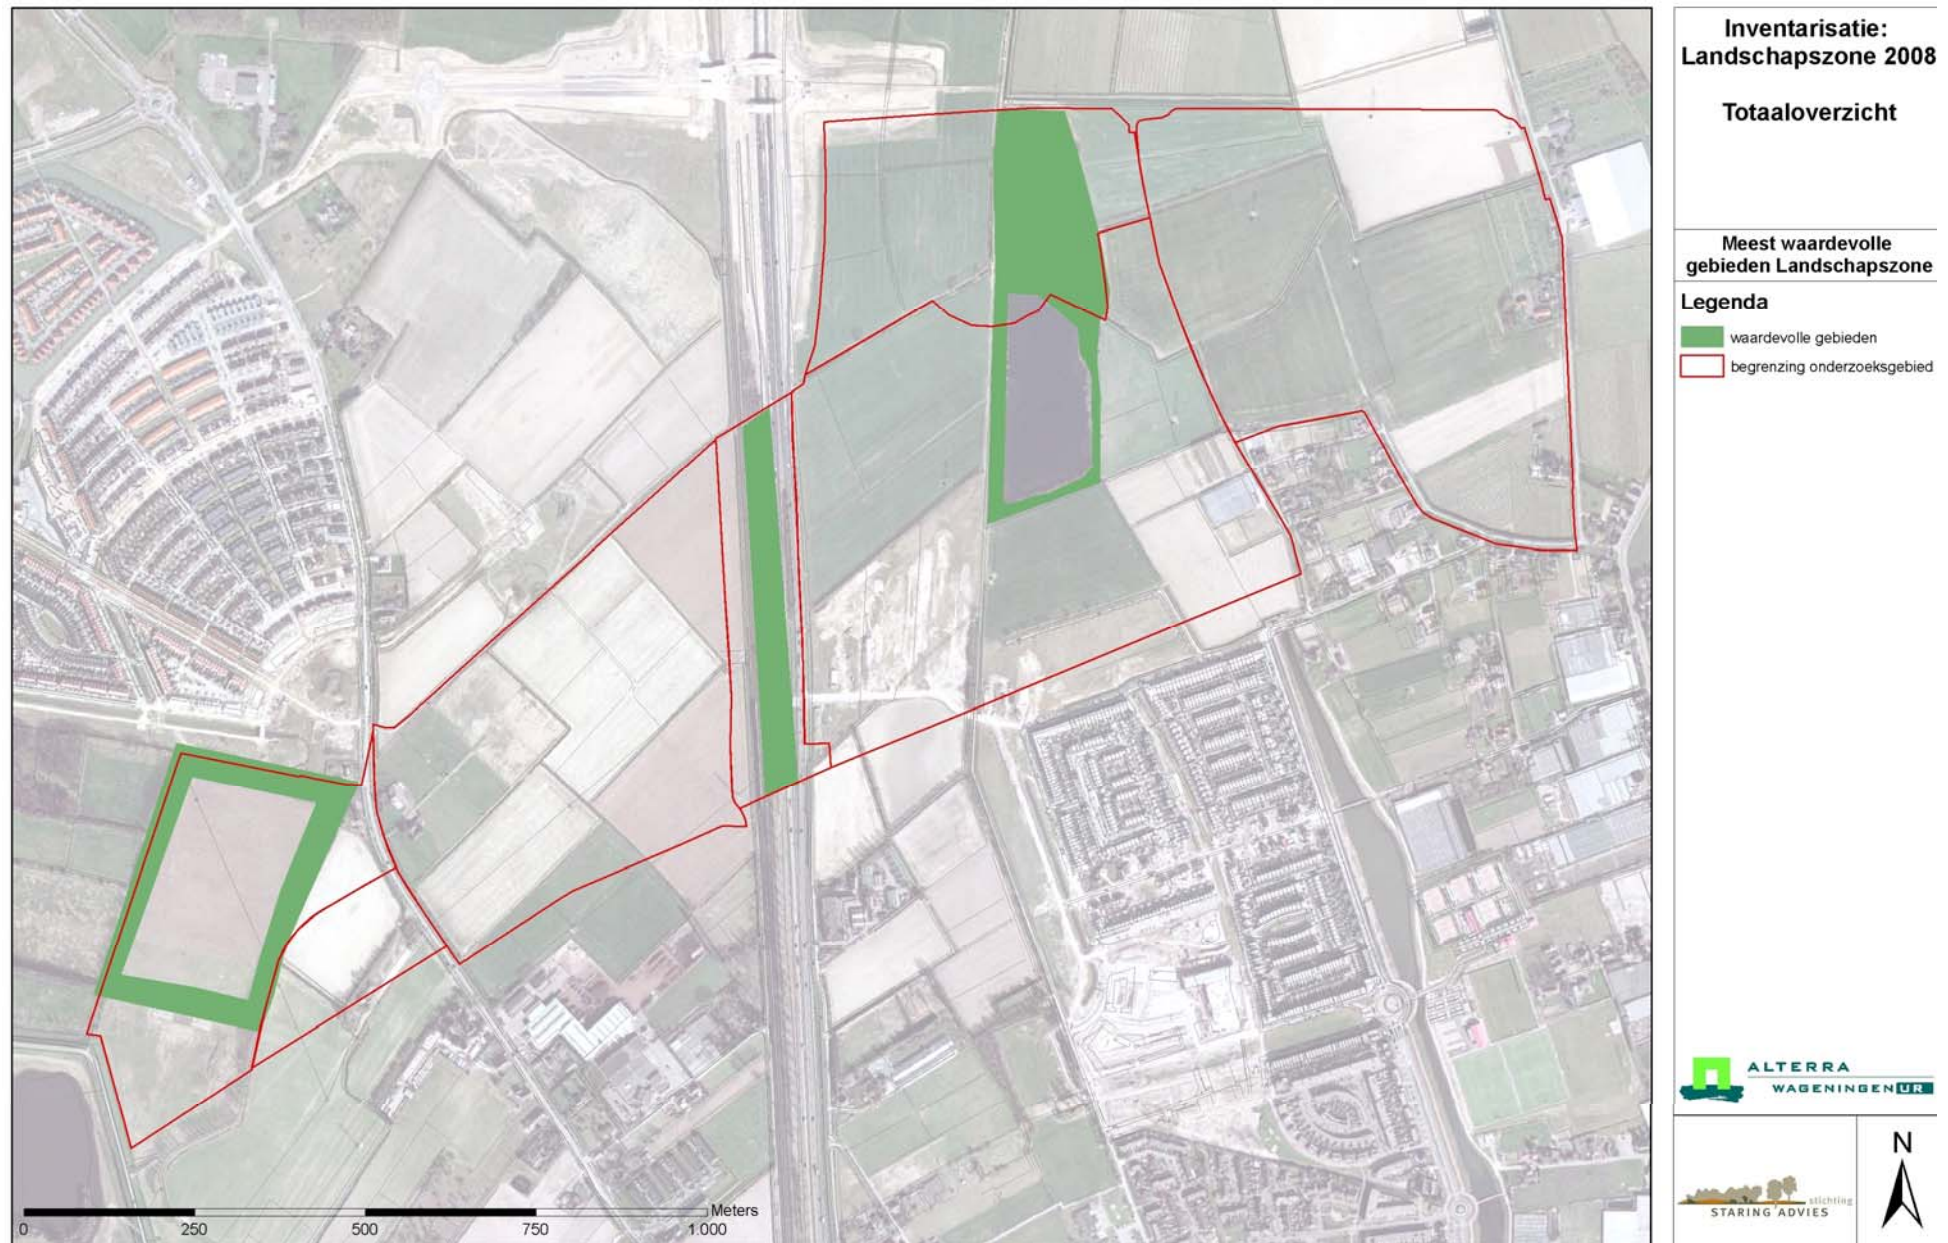 Inventarisatie:
Landschapszone 2008
Totaaloverzicht
Meest waardevolle
gebieden Landschapszone
Legenda
waardevolle gebieden
begrenzing onderzoeksgebied
ALTERRA
WAGENINGEN UR
stichting
STARING ADVIES
N
Meters
0 250 500 750 1.000